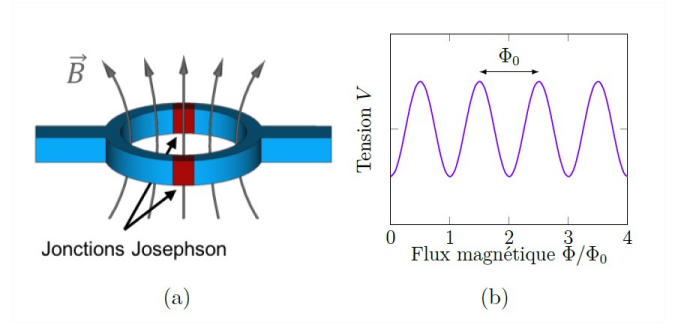 B
Jonctions Josephson
(a)
Φ₀
Tension V
0 1 2 3 4
Flux magnétique Φ/Φ₀
(b)